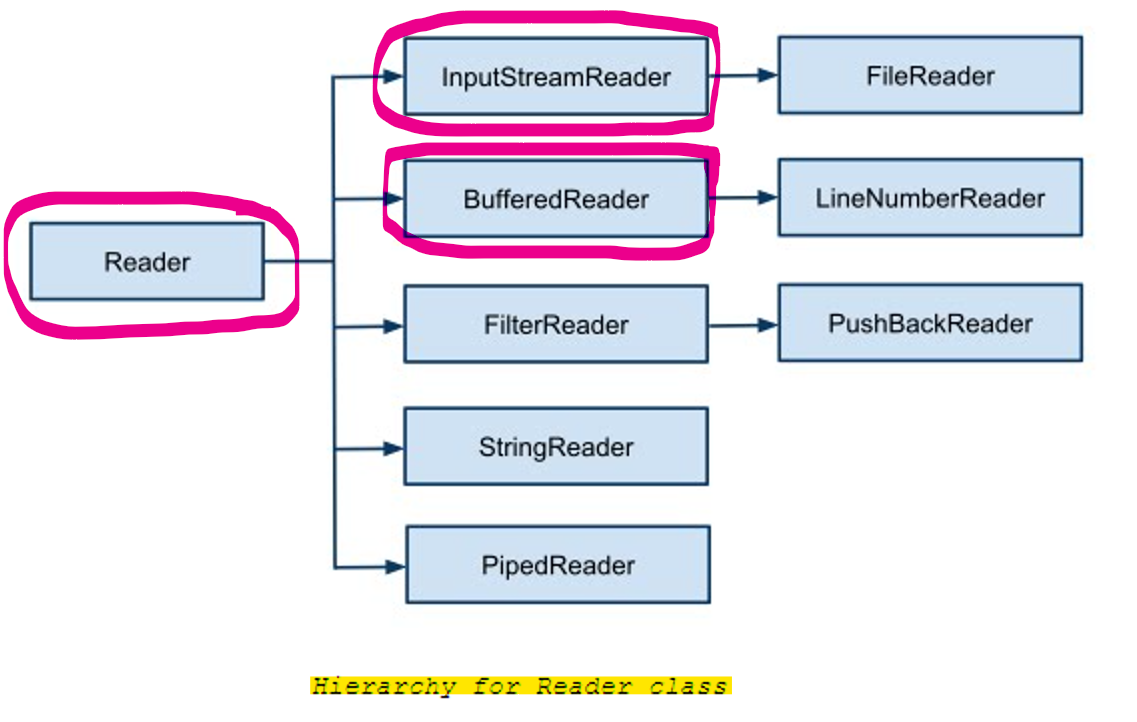 InputStreamReader
FileReader
BufferedReader
LineNumberReader
Reader
FilterReader
PushBackReader
StringReader
PipedReader
Hierarchy for Reader class